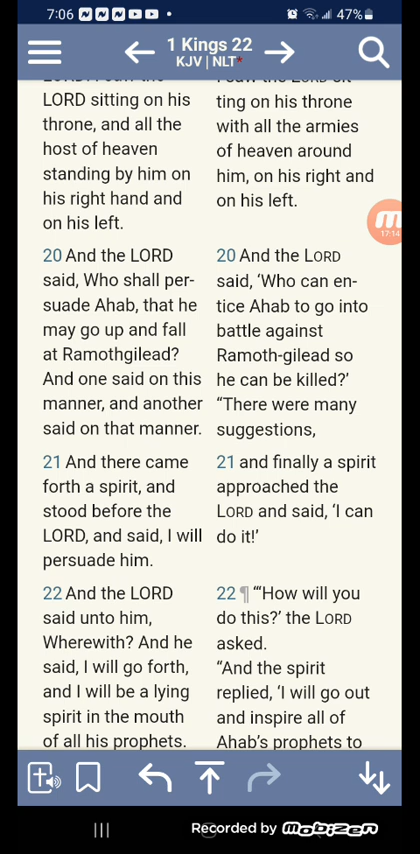 7:06 N N N
47%
1 Kings 22
KJV | NLT*
LORD sitting on his
throne, and all the
host of heaven
standing by him on
his right hand and
on his left.
20 And the LORD
said, Who shall per-
suade Ahab, that he
may go up and fall
at Ramothgilead?
And one said on this
manner, and another
said on that manner.
21 And there came
forth a spirit, and
stood before the
LORD, and said, I will
persuade him.
22 And the LORD
said unto him,
Wherewith? And he
said, I will go forth,
and I will be a lying
spirit in the mouth
of all his prophets.
I saw the LORD sit-
ting on his throne
with all the armies
of heaven around
him, on his right and
on his left.
20 And the LORD
said, ‘Who can en-
tice Ahab to go into
battle against
Ramoth-gilead so
he can be killed?’
“There were many
suggestions,
21 and finally a spirit
approached the
LORD and said, ‘I can
do it!’
22 ¶ “‘How will you
do this?’ the LORD
asked.
“And the spirit
replied, ‘I will go out
and inspire all of
Ahab’s prophets to
m
17:14
Recorded by mobizen